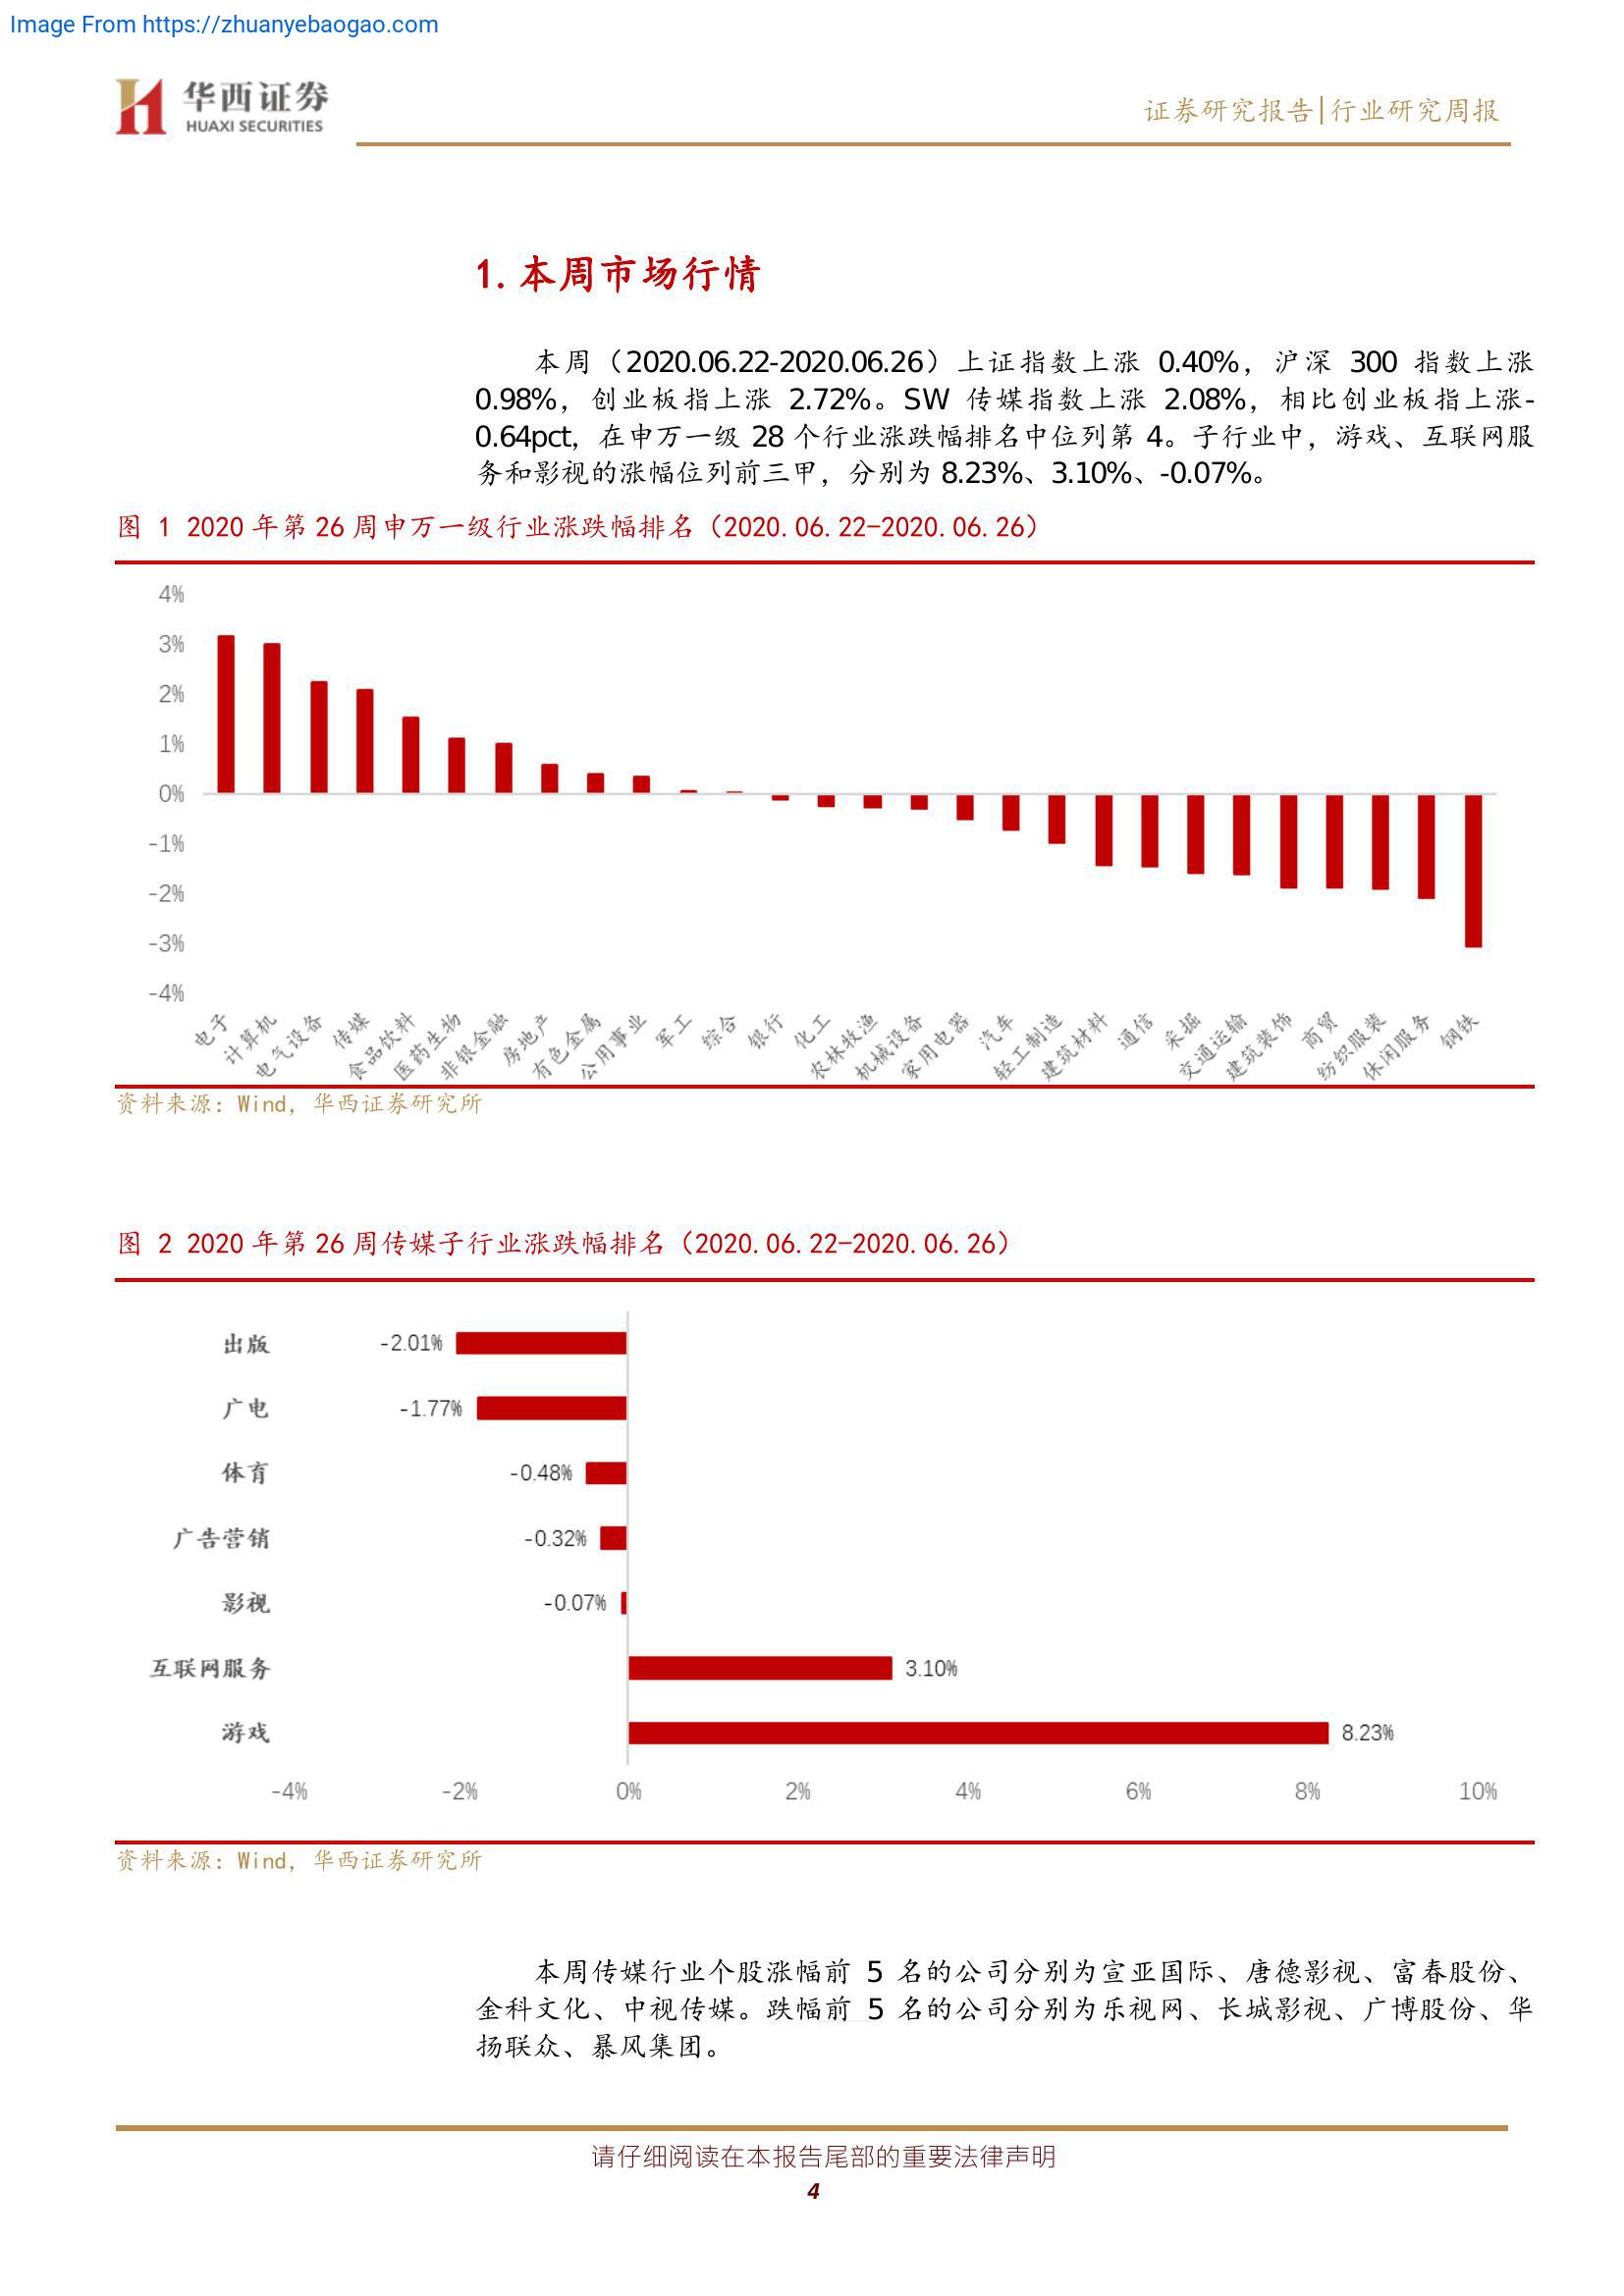 Image From https://zhuanyebaogao.com
华西证券
HUAXI SECURITIES
证券研究报告|行业研究周报
1. 本周市场行情
本周（2020.06.22-2020.06.26）上证指数上涨 0.40%，沪深 300 指数上涨
0.98%，创业板指上涨 2.72%。SW 传媒指数上涨 2.08%，相比创业板指上涨-
0.64pct，在申万一级 28 个行业涨跌幅排名中位列第 4。子行业中，游戏、互联网服
务和影视的涨幅位列前三甲，分别为 8.23%、3.10%、-0.07%。
图 1 2020 年第 26 周申万一级行业涨跌幅排名（2020.06.22-2020.06.26）
4%
3%
2%
1%
0%
-1%
-2%
-3%
-4%
电子
计算机
电气设备
传媒
食品饮料
医药生物
非银金融
房地产
有色金属
公用事业
军工
综合
银行
化工
农林牧渔
机械设备
家用电器
汽车
轻工制造
建筑材料
通信
采掘
交通运输
建筑装饰
商贸
纺织服装
休闲服务
钢铁
资料来源：Wind，华西证券研究所
图 2 2020 年第 26 周传媒子行业涨跌幅排名（2020.06.22-2020.06.26）
出版 -2.01%
广电 -1.77%
体育 -0.48%
广告营销 -0.32%
影视 -0.07%
互联网服务 3.10%
游戏 8.23%
-4% -2% 0% 2% 4% 6% 8% 10%
资料来源：Wind，华西证券研究所
本周传媒行业个股涨幅前 5 名的公司分别为宣亚国际、唐德影视、富春股份、
金科文化、中视传媒。跌幅前 5 名的公司分别为乐视网、长城影视、广博股份、华
扬联众、暴风集团。
请仔细阅读在本报告尾部的重要法律声明
4